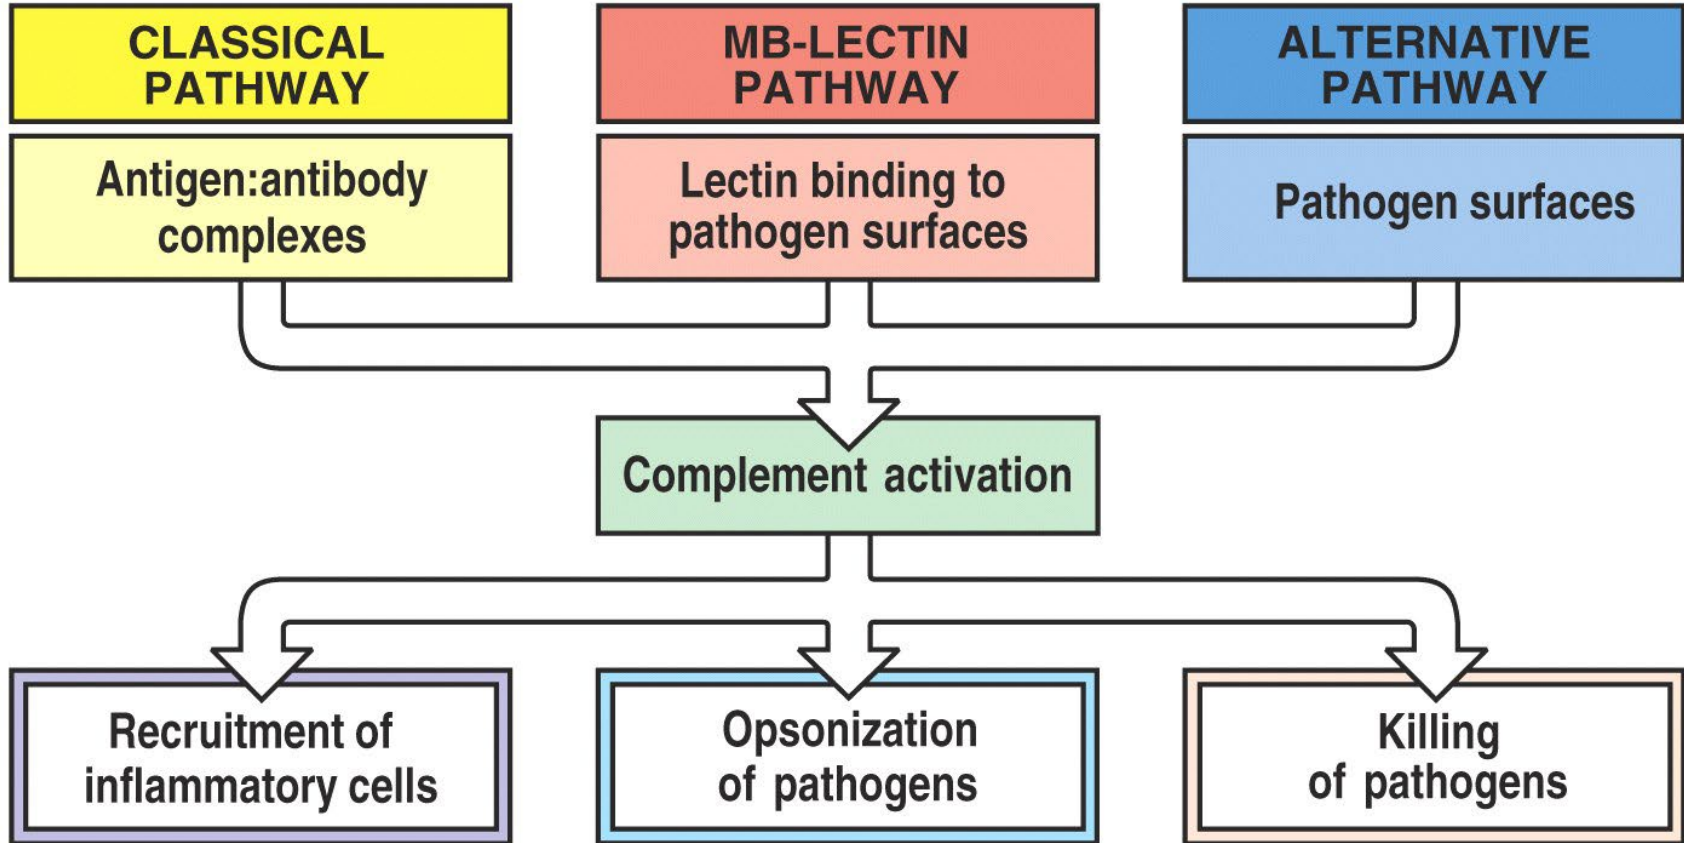 CLASSICAL
PATHWAY
Antigen:antibody
complexes
MB-LECTIN
PATHWAY
Lectin binding to
pathogen surfaces
ALTERNATIVE
PATHWAY
Pathogen surfaces
Complement activation
Recruitment of
inflammatory cells
Opsonization
of pathogens
Killing
of pathogens